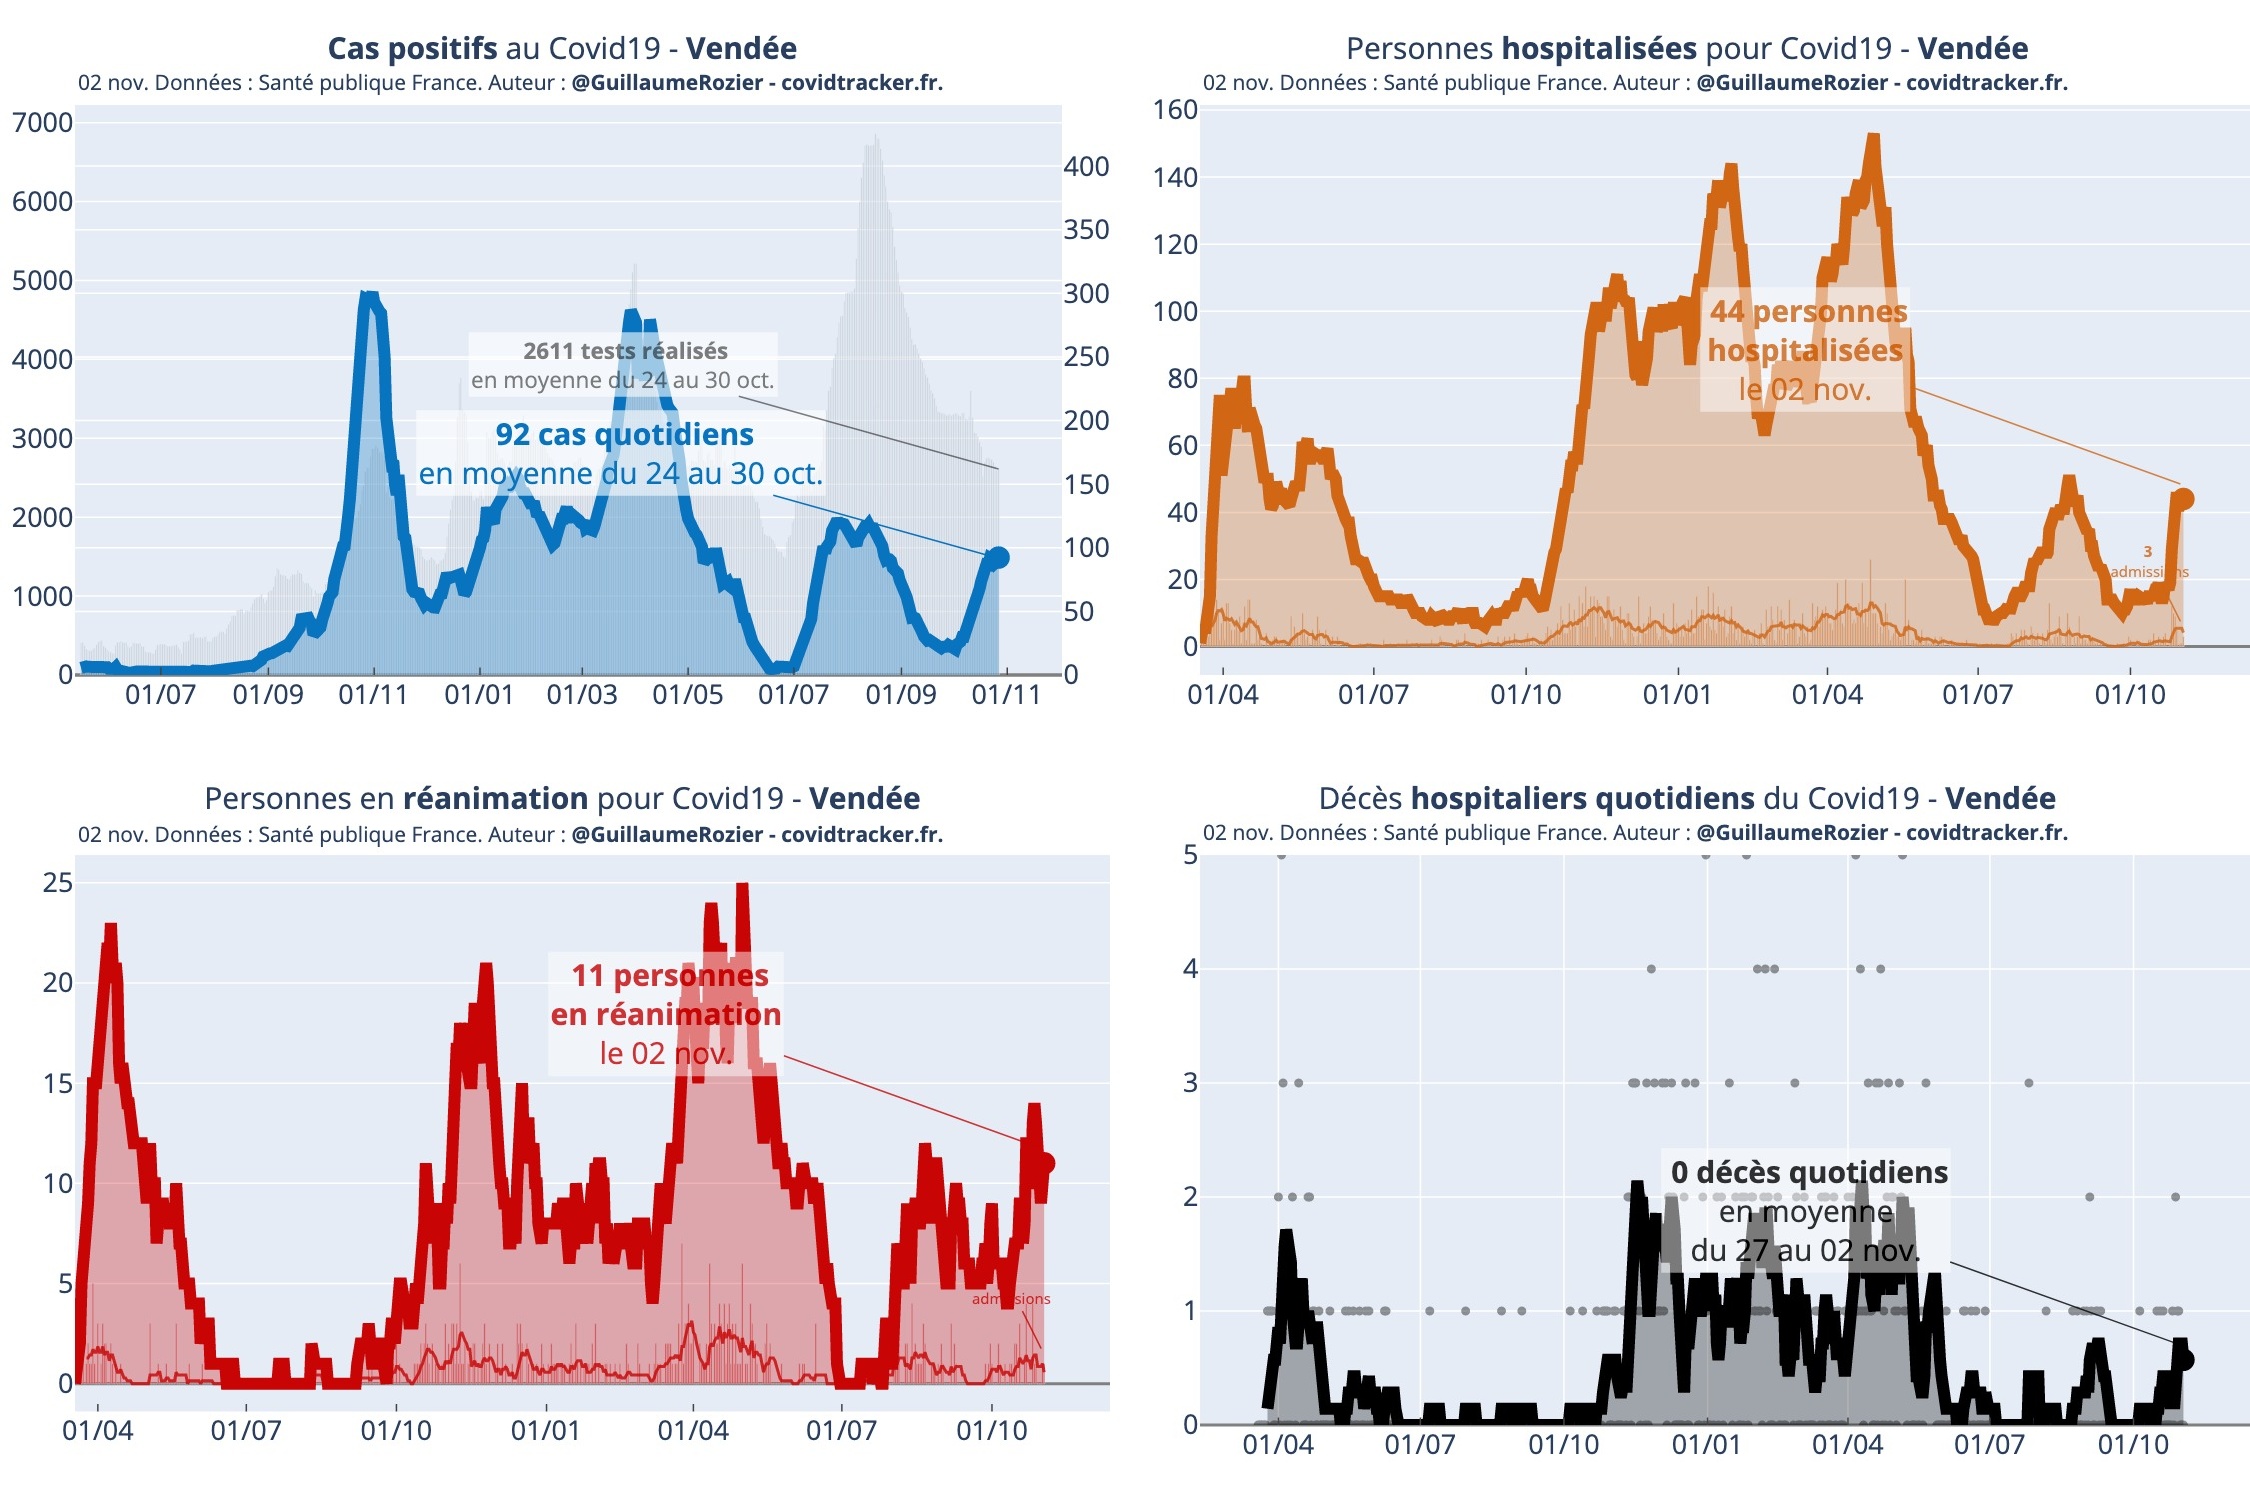 Cas positifs au Covid19 - Vendée
02 nov. Données : Santé publique France. Auteur : @GuillaumeRozier - covidtracker.fr.
7000
6000
5000
4000
3000
2000
1000
0
400
350
300
250
200
150
100
50
0
2611 tests réalisés
en moyenne du 24 au 30 oct.
92 cas quotidiens
en moyenne du 24 au 30 oct.
01/07 01/09 01/11 01/01 01/03 01/05 01/07 01/09 01/11
Personnes hospitalisées pour Covid19 - Vendée
02 nov. Données : Santé publique France. Auteur : @GuillaumeRozier - covidtracker.fr.
160
140
120
100
80
60
40
20
0
44 personnes
hospitalisées
le 02 nov.
3
admissions
01/04 01/07 01/10 01/01 01/04 01/07 01/10
Personnes en réanimation pour Covid19 - Vendée
02 nov. Données : Santé publique France. Auteur : @GuillaumeRozier - covidtracker.fr.
25
20
15
10
5
0
11 personnes
en réanimation
le 02 nov.
admissions
01/04 01/07 01/10 01/01 01/04 01/07 01/10
Décès hospitaliers quotidiens du Covid19 - Vendée
02 nov. Données : Santé publique France. Auteur : @GuillaumeRozier - covidtracker.fr.
5
4
3
2
1
0
0 décès quotidiens
en moyenne
du 27 au 02 nov.
01/04 01/07 01/10 01/01 01/04 01/07 01/10